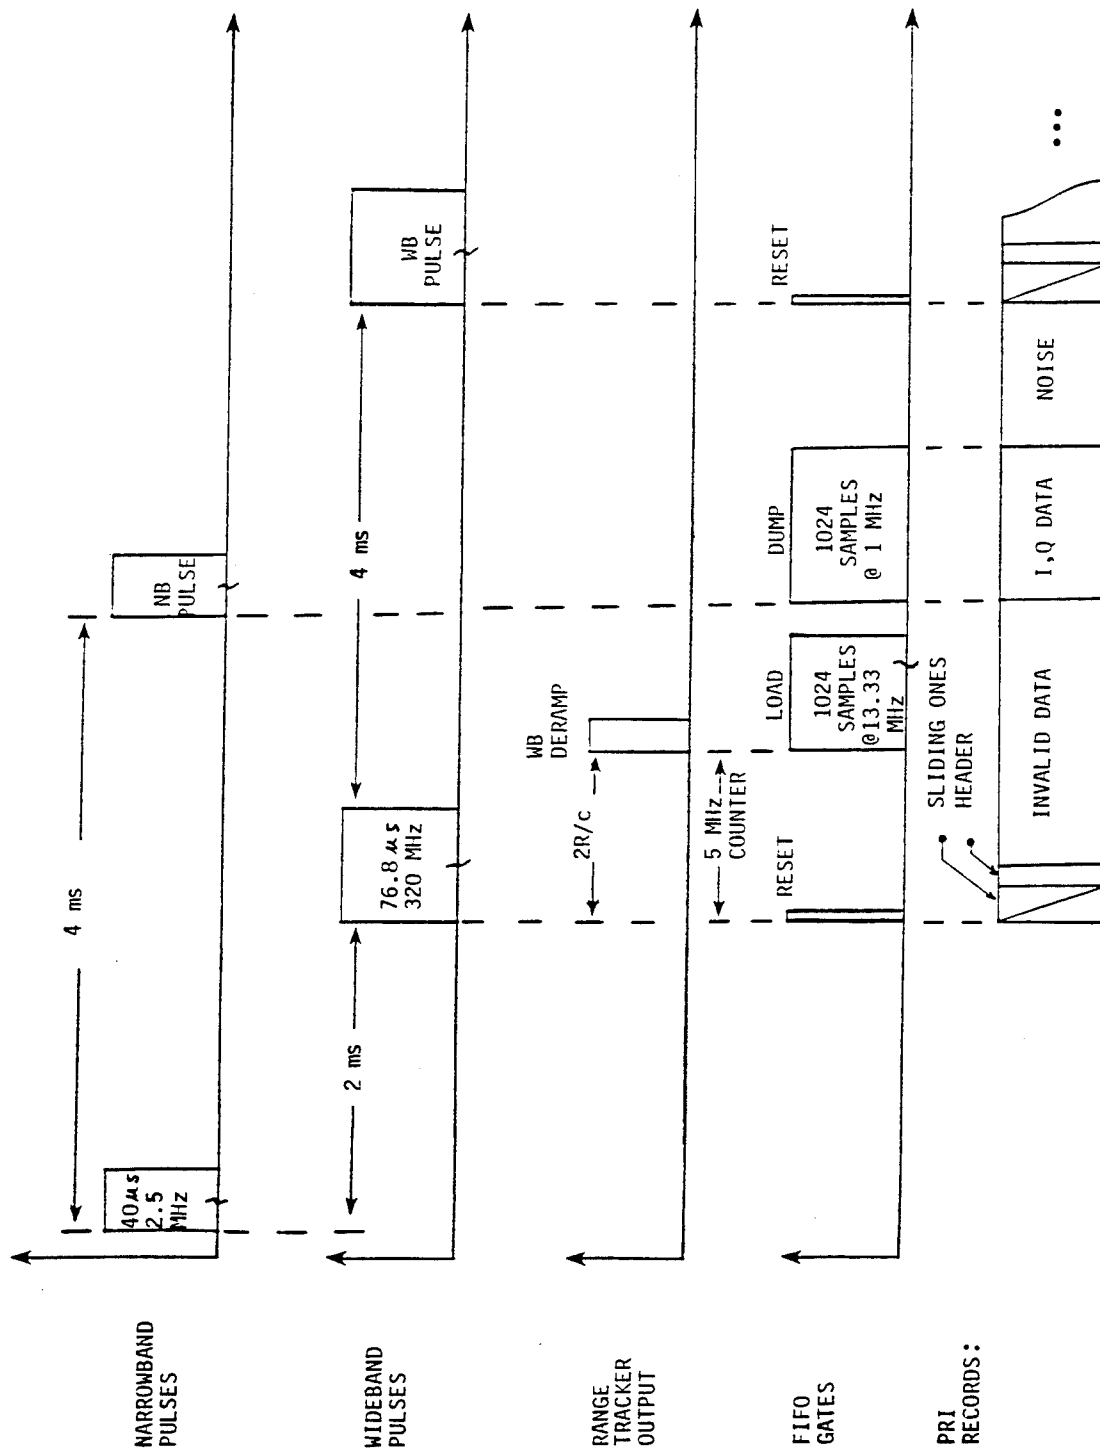 NARROWBAND
PULSES
40μs
2.5
MHz
4 ms
NB
PULSE
WIDEBAND
PULSES
2 ms
76.8 μs
320 MHz
4 ms
WB
PULSE
RANGE
TRACKER
OUTPUT
2R/c
WB
DERAMP
5 MHz
COUNTER
FIFO
GATES
RESET
LOAD
1024
SAMPLES
@13.33
MHz
DUMP
1024
SAMPLES
@ 1 MHz
RESET
PRI
RECORDS:
SLIDING ONES
HEADER
INVALID DATA
I,Q DATA
NOISE
...